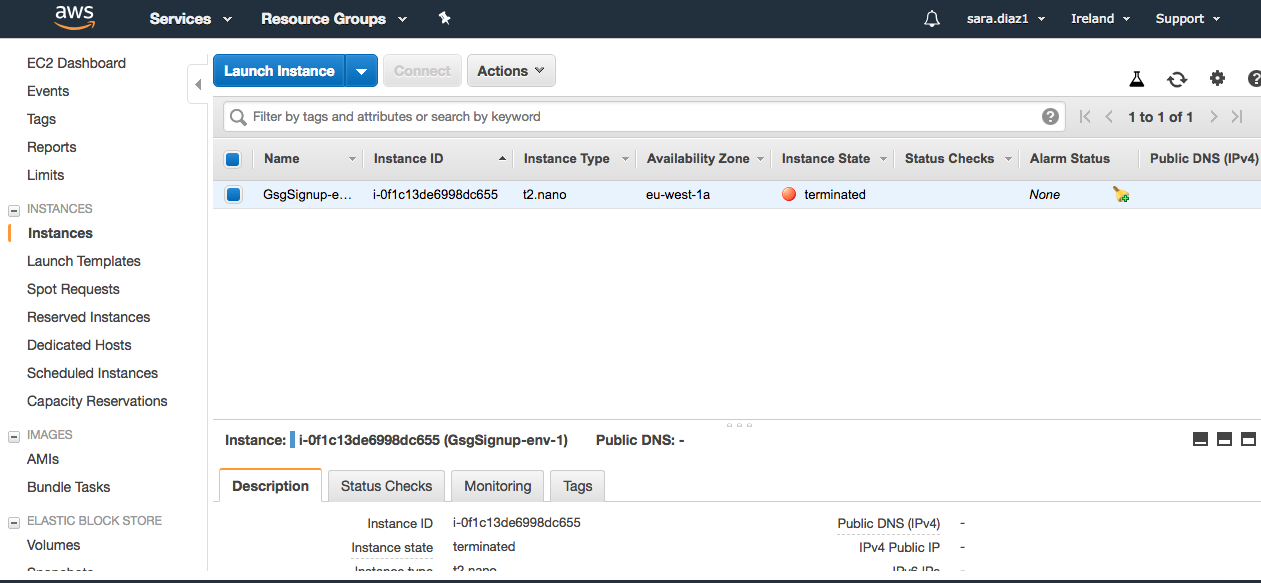 aws Services Resource Groups sara.diaz1 Ireland Support
EC2 Dashboard
Events
Tags
Reports
Limits
INSTANCES
Instances
Launch Templates
Spot Requests
Reserved Instances
Dedicated Hosts
Scheduled Instances
Capacity Reservations
IMAGES
AMIs
Bundle Tasks
ELASTIC BLOCK STORE
Volumes
Snapshots
Launch Instance Connect Actions
Filter by tags and attributes or search by keyword 1 to 1 of 1
Name Instance ID Instance Type Availability Zone Instance State Status Checks Alarm Status Public DNS (IPv4)
GsgSignup-e... i-0f1c13de6998dc655 t2.nano eu-west-1a terminated None
Instance: i-0f1c13de6998dc655 (GsgSignup-env-1) Public DNS: -
Description Status Checks Monitoring Tags
Instance ID i-0f1c13de6998dc655 Public DNS (IPv4) -
Instance state terminated IPv4 Public IP -
Instance type t2.nano IPv6 IPs -